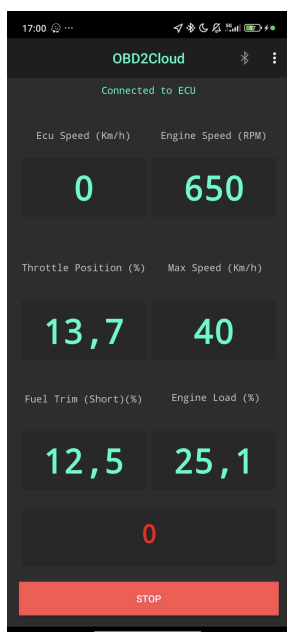 17:00
OBD2Cloud
Connected to ECU
Ecu Speed (Km/h) Engine Speed (RPM)
0 650
Throttle Position (%) Max Speed (Km/h)
13,7 40
Fuel Trim (Short)(%) Engine Load (%)
12,5 25,1
0
STOP